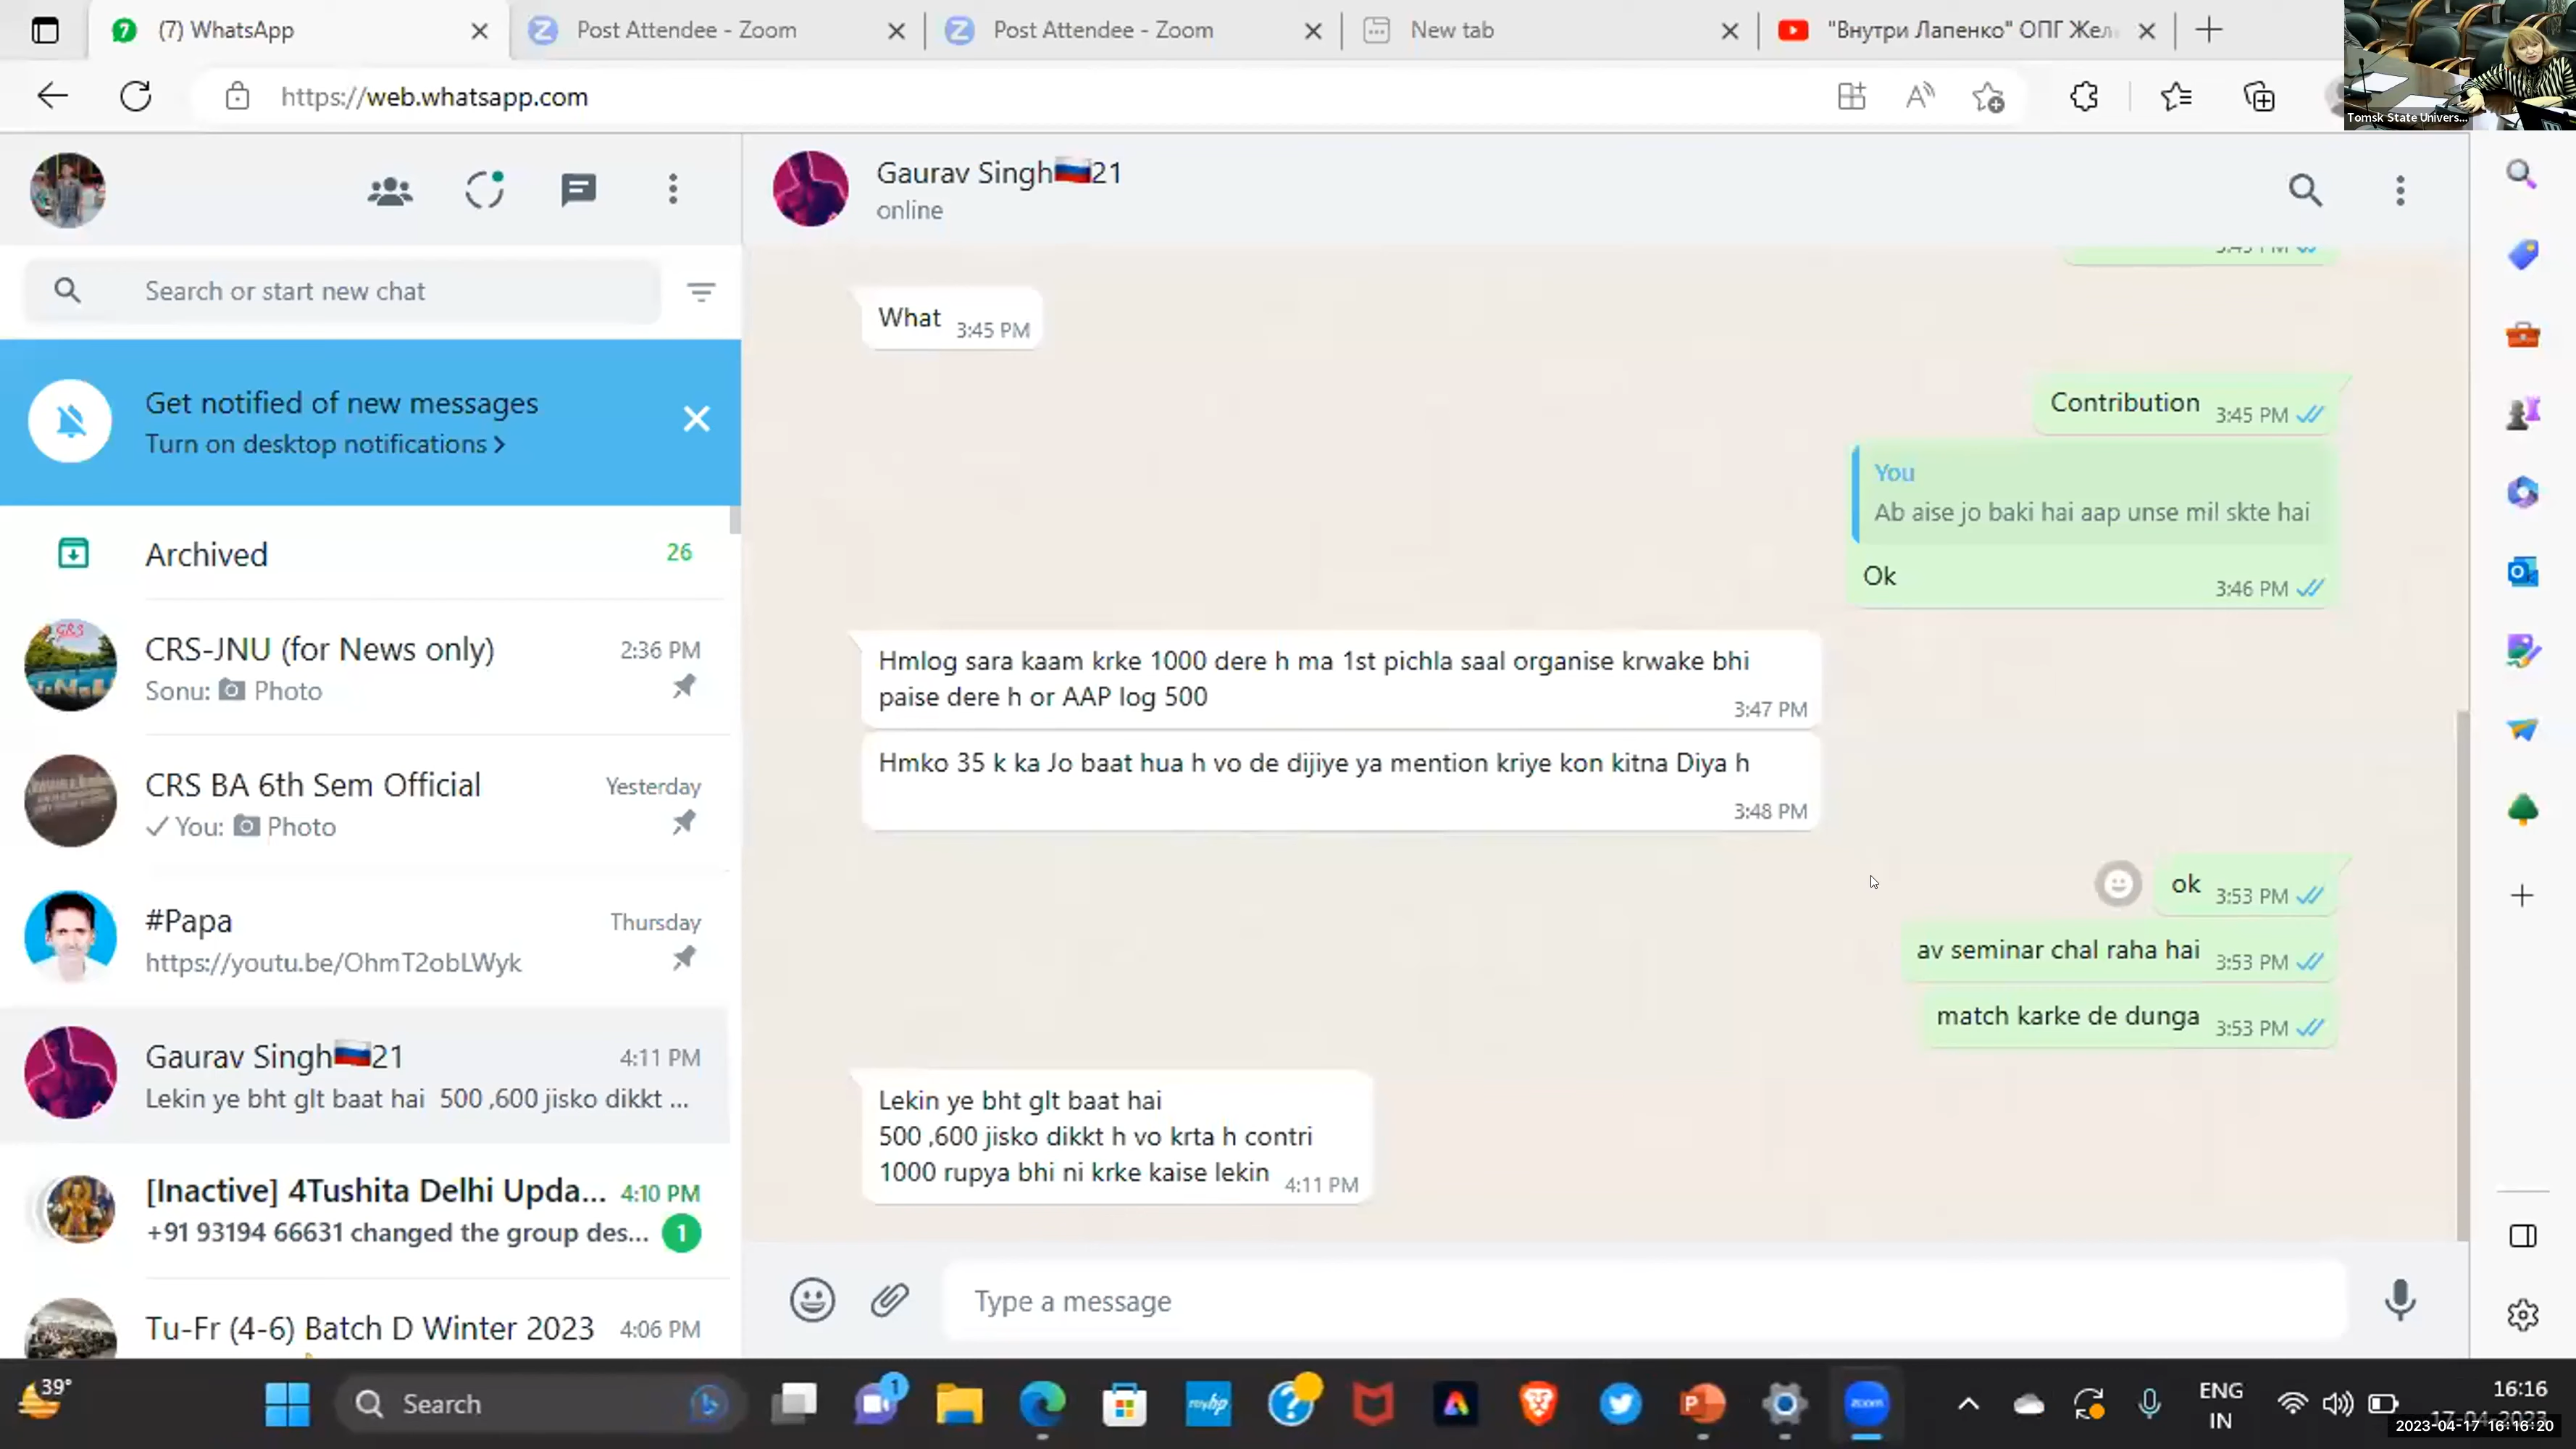 (7) WhatsApp
Post Attendee - Zoom
Post Attendee - Zoom
New tab
"Внутри Лапенко" ОПГ Жел
https://web.whatsapp.com
Tomsk State Univers...
Gaurav Singh🇷🇺21
online
Search or start new chat
Get notified of new messages
Turn on desktop notifications >
Archived 26
CRS-JNU (for News only) 2:36 PM
Sonu: Photo
CRS BA 6th Sem Official Yesterday
You: Photo
#Papa Thursday
https://youtu.be/OhmT2obLWyk
Gaurav Singh🇷🇺21 4:11 PM
Lekin ye bht glt baat hai 500 ,600 jisko dikkt ...
[Inactive] 4Tushita Delhi Upda... 4:10 PM
+91 93194 66631 changed the group des... 1
Tu-Fr (4-6) Batch D Winter 2023 4:06 PM
3:45 PM
What 3:45 PM
Contribution 3:45 PM
You
Ab aise jo baki hai aap unse mil skte hai
Ok 3:46 PM
Hmlog sara kaam krke 1000 dere h ma 1st pichla saal organise krwake bhi
paise dere h or AAP log 500
3:47 PM
Hmko 35 k ka Jo baat hua h vo de dijiye ya mention kriye kon kitna Diya h
3:48 PM
ok 3:53 PM
av seminar chal raha hai 3:53 PM
match karke de dunga 3:53 PM
Lekin ye bht glt baat hai
500 ,600 jisko dikkt h vo krta h contri
1000 rupya bhi ni krke kaise lekin 4:11 PM
Type a message
39°
Search
1
myhp
zoom
ENG
IN
16:16
17-04-2023
2023-04-17 16:16:20